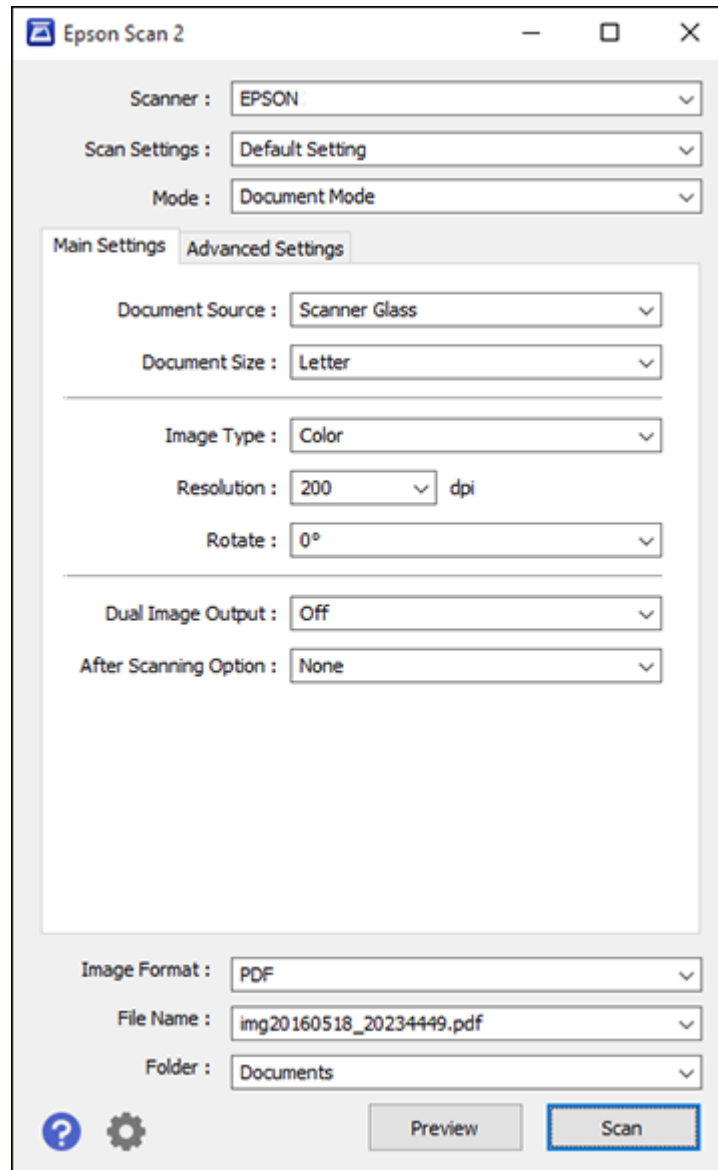 Epson Scan 2
Scanner : EPSON
Scan Settings : Default Setting
Mode : Document Mode
Main Settings Advanced Settings
Document Source : Scanner Glass
Document Size : Letter
Image Type : Color
Resolution : 200 dpi
Rotate : 0°
Dual Image Output : Off
After Scanning Option : None
Image Format : PDF
File Name : img20160518_20234449.pdf
Folder : Documents
? Preview Scan